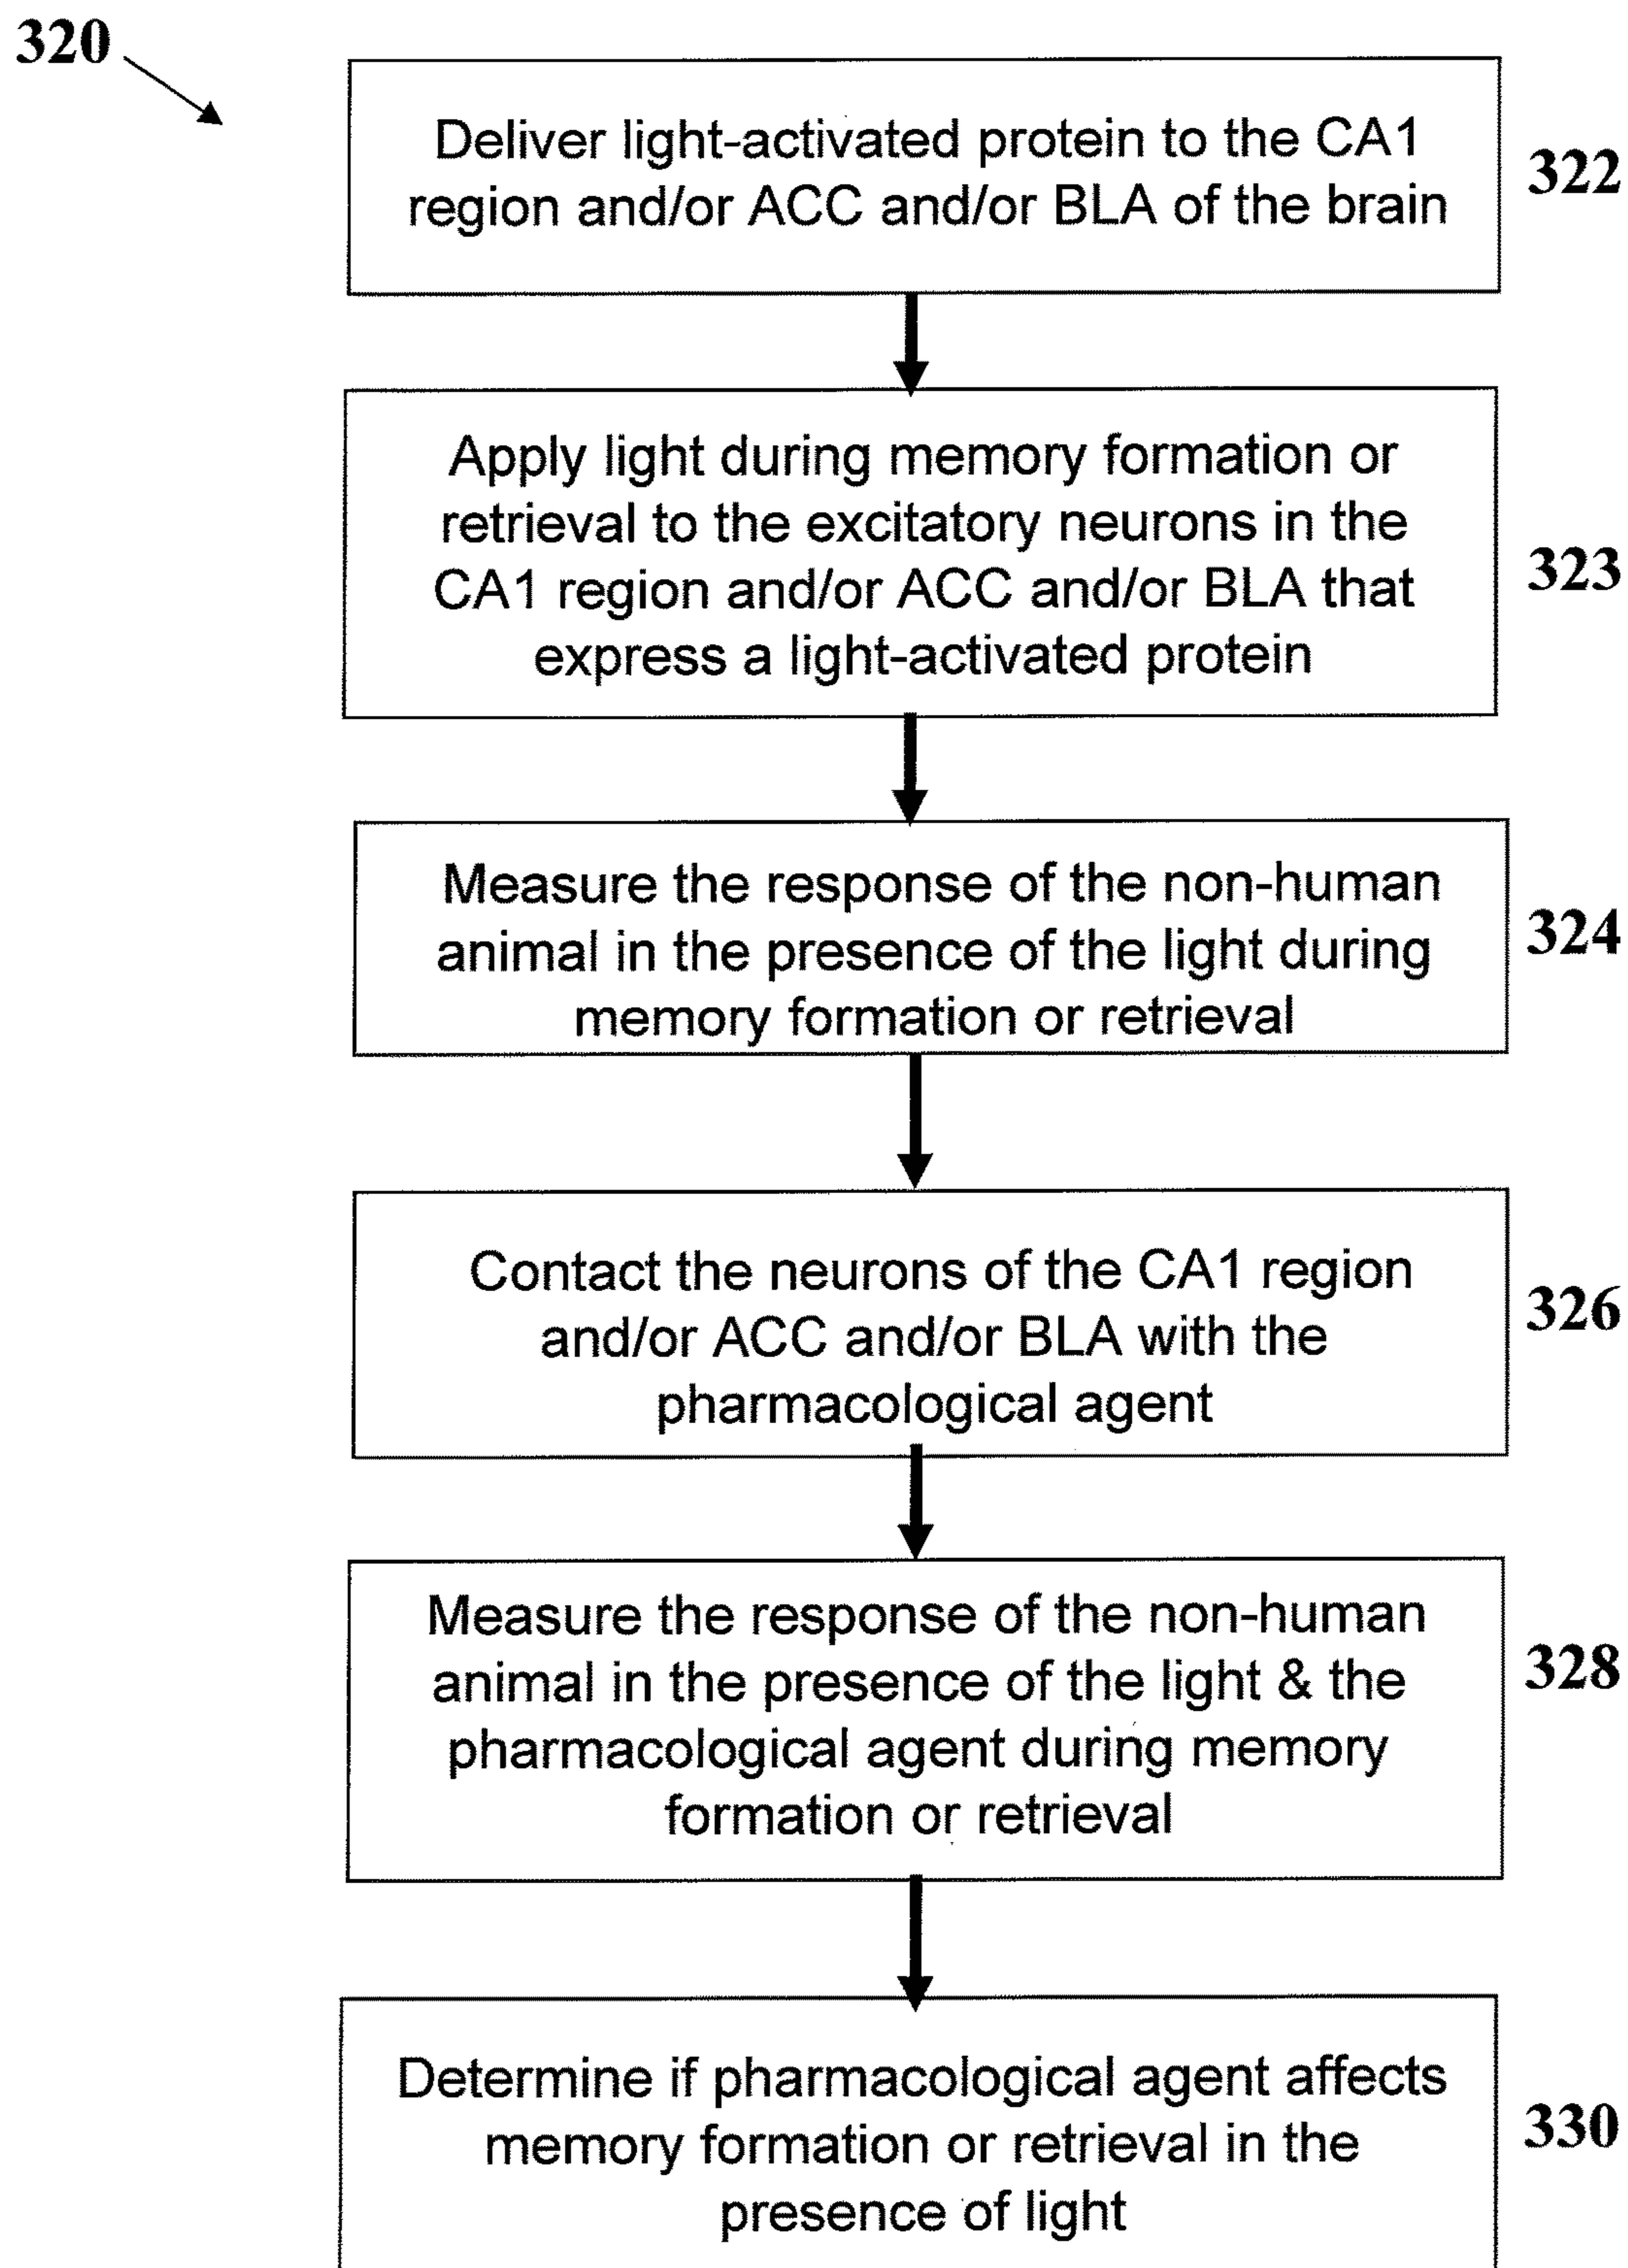 320
Deliver light-activated protein to the CA1
region and/or ACC and/or BLA of the brain
322
Apply light during memory formation or
retrieval to the excitatory neurons in the
CA1 region and/or ACC and/or BLA that
express a light-activated protein
323
Measure the response of the non-human
animal in the presence of the light during
memory formation or retrieval
324
Contact the neurons of the CA1 region
and/or ACC and/or BLA with the
pharmacological agent
326
Measure the response of the non-human
animal in the presence of the light & the
pharmacological agent during memory
formation or retrieval
328
Determine if pharmacological agent affects
memory formation or retrieval in the
presence of light
330